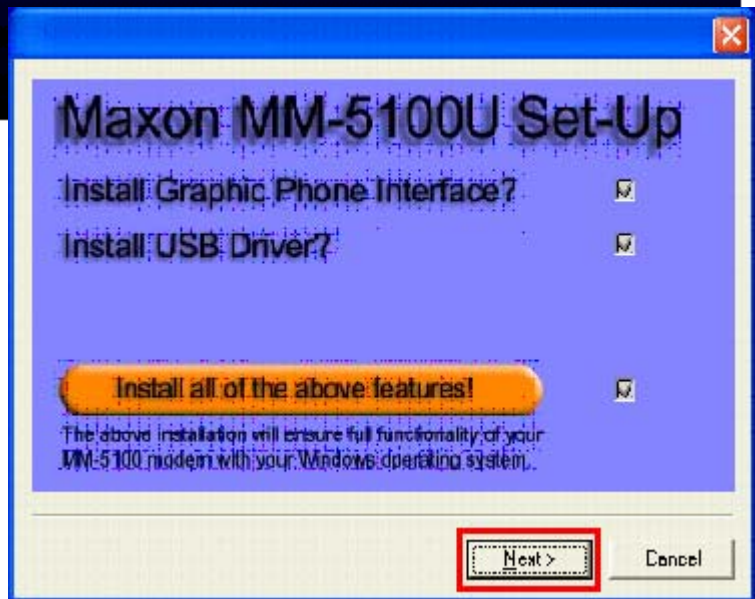 Maxon MM-5100U Set-Up
Install Graphic Phone Interface?
Install USB Driver?
Install all of the above features!
The above installation will ensure full functionality of your
MM-5100 modem with your Windows operating system.
Next >
Cancel